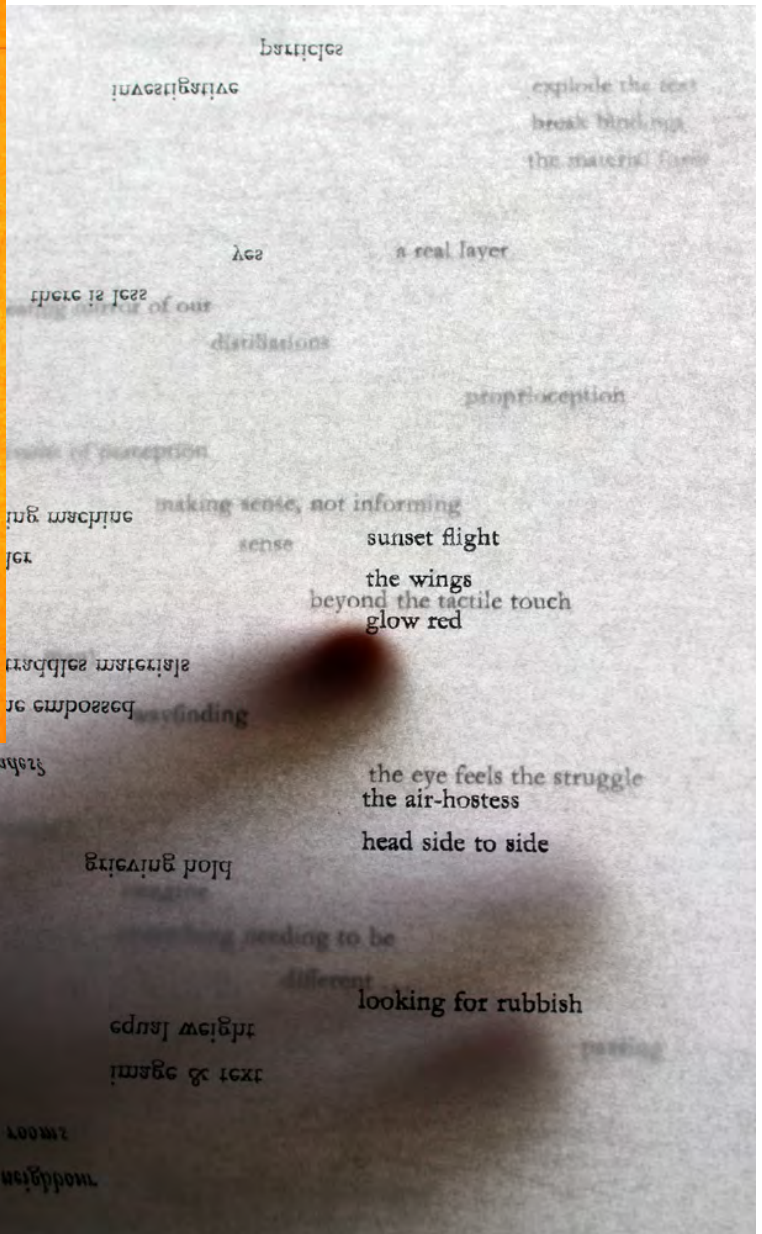 particles
investigative
explode the text
break bindings
the material
yes
a real layer
there is less
mirror of our
distillations
proprioception
of perception
ing machine
making sense, not informing
sunset flight
sense
ler
the wings
beyond the tactile touch
glow red
traddles materials
embossed
wayfinding
the eye feels the struggle
the air-hostess
head side to side
grieving hold
imagine
needing to be
different
looking for rubbish
equal weight
passing
image & text
rooms
neighbour